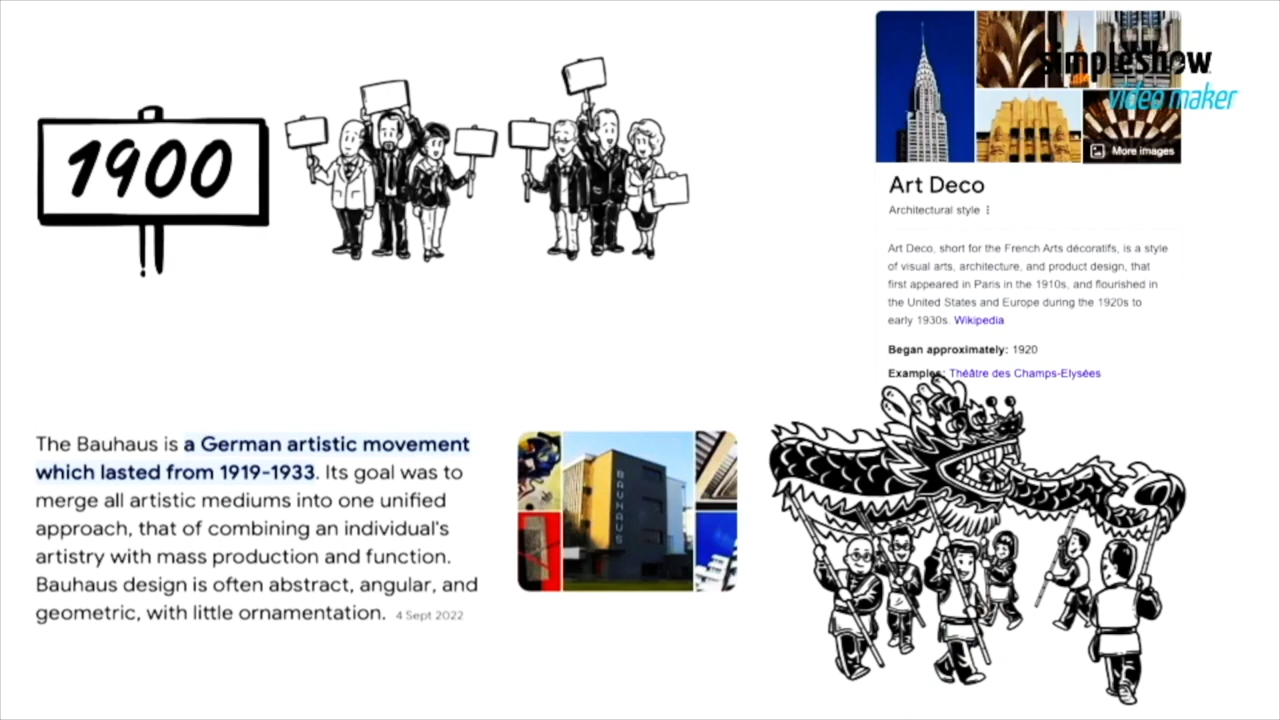 1900
simpleshow
video maker
More images
Art Deco
Architectural style
Art Deco, short for the French Arts décoratifs, is a style
of visual arts, architecture, and product design, that
first appeared in Paris in the 1910s, and flourished in
the United States and Europe during the 1920s to
early 1930s. Wikipedia
Began approximately: 1920
Examples: Théâtre des Champs-Elysées
The Bauhaus is a German artistic movement
which lasted from 1919-1933. Its goal was to
merge all artistic mediums into one unified
approach, that of combining an individual's
artistry with mass production and function.
Bauhaus design is often abstract, angular, and
geometric, with little ornamentation. 4 Sept 2022
BAUHAUS